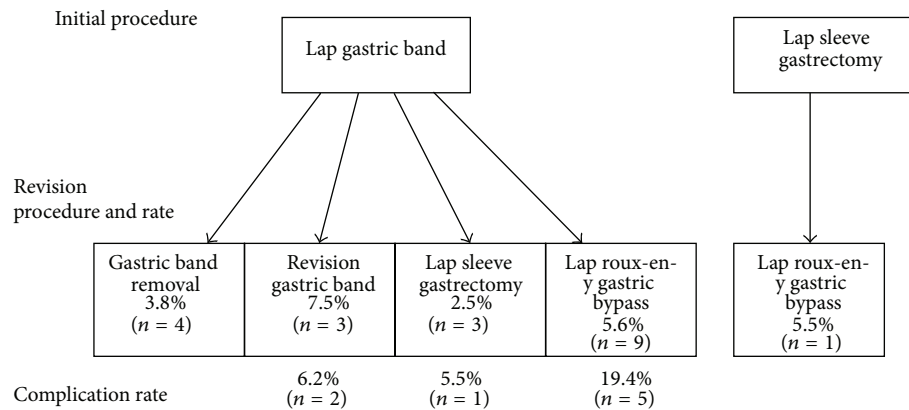 Initial procedure
Lap gastric band
Lap sleeve
gastrectomy
Revision
procedure and rate
Gastric band
removal
3.8%
(n = 4)
Revision
gastric band
7.5%
(n = 3)
Lap sleeve
gastrectomy
2.5%
(n = 3)
Lap roux-en-
y gastric
bypass
5.6%
(n = 9)
Lap roux-en-
y gastric
bypass
5.5%
(n = 1)
Complication rate
6.2%
(n = 2)
5.5%
(n = 1)
19.4%
(n = 5)